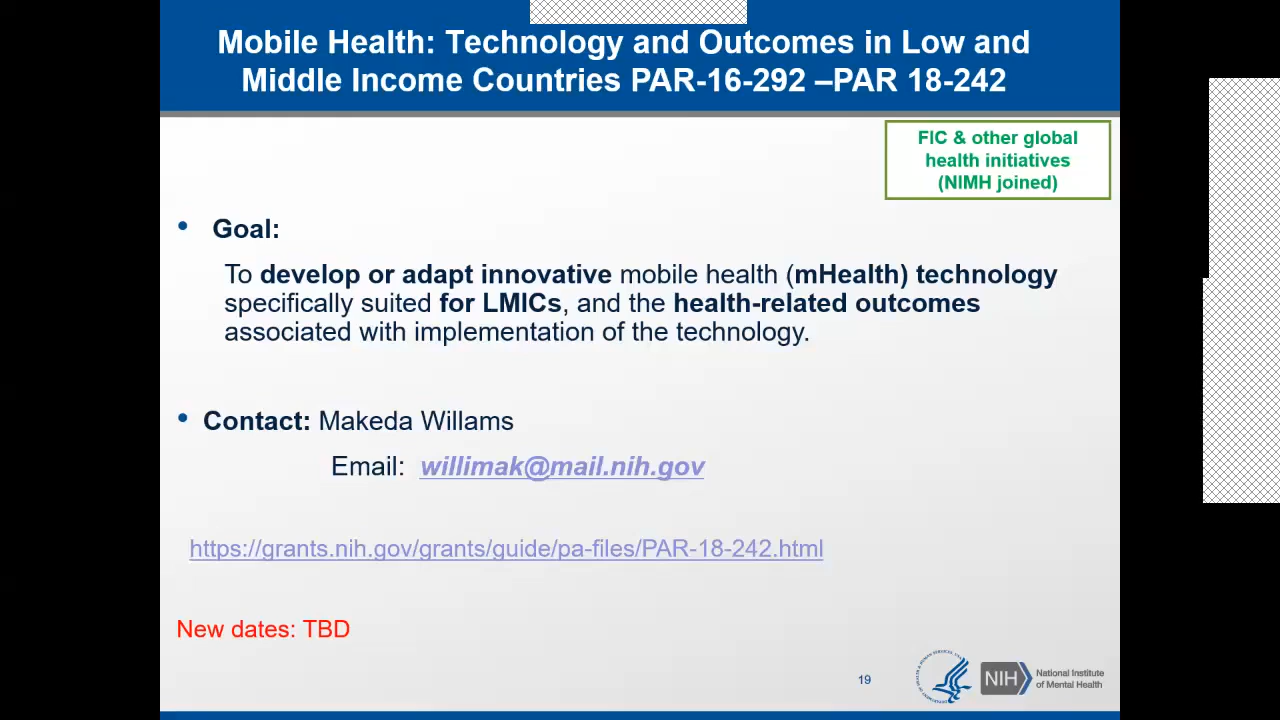 Mobile Health: Technology and Outcomes in Low and
Middle Income Countries PAR-16-292 –PAR 18-242
FIC & other global
health initiatives
(NIMH joined)
• Goal:
To develop or adapt innovative mobile health (mHealth) technology
specifically suited for LMICs, and the health-related outcomes
associated with implementation of the technology.
• Contact: Makeda Willams
Email: willimak@mail.nih.gov
https://grants.nih.gov/grants/guide/pa-files/PAR-18-242.html
New dates: TBD
19
NIH
National Institute
of Mental Health